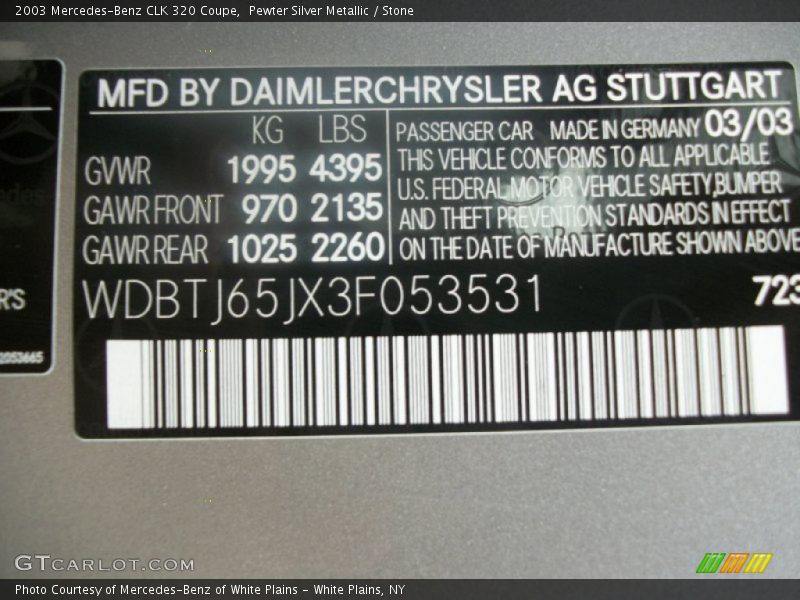 2003 Mercedes-Benz CLK 320 Coupe,  Pewter Silver Metallic / Stone
MFD BY DAIMLERCHRYSLER AG STUTTGART
KG LBS
GVWR 1995 4395
GAWR FRONT 970 2135
GAWR REAR 1025 2260
PASSENGER CAR MADE IN GERMANY 03/03
THIS VEHICLE CONFORMS TO ALL APPLICABLE
U.S. FEDERAL MOTOR VEHICLE SAFETY, BUMPER
AND THEFT PREVENTION STANDARDS IN EFFECT
ON THE DATE OF MANUFACTURE SHOWN ABOVE
WDBTJ65JX3F053531
723
R'S
2053665
GTCARLOT.COM
Photo Courtesy of Mercedes-Benz of White Plains - White Plains, NY